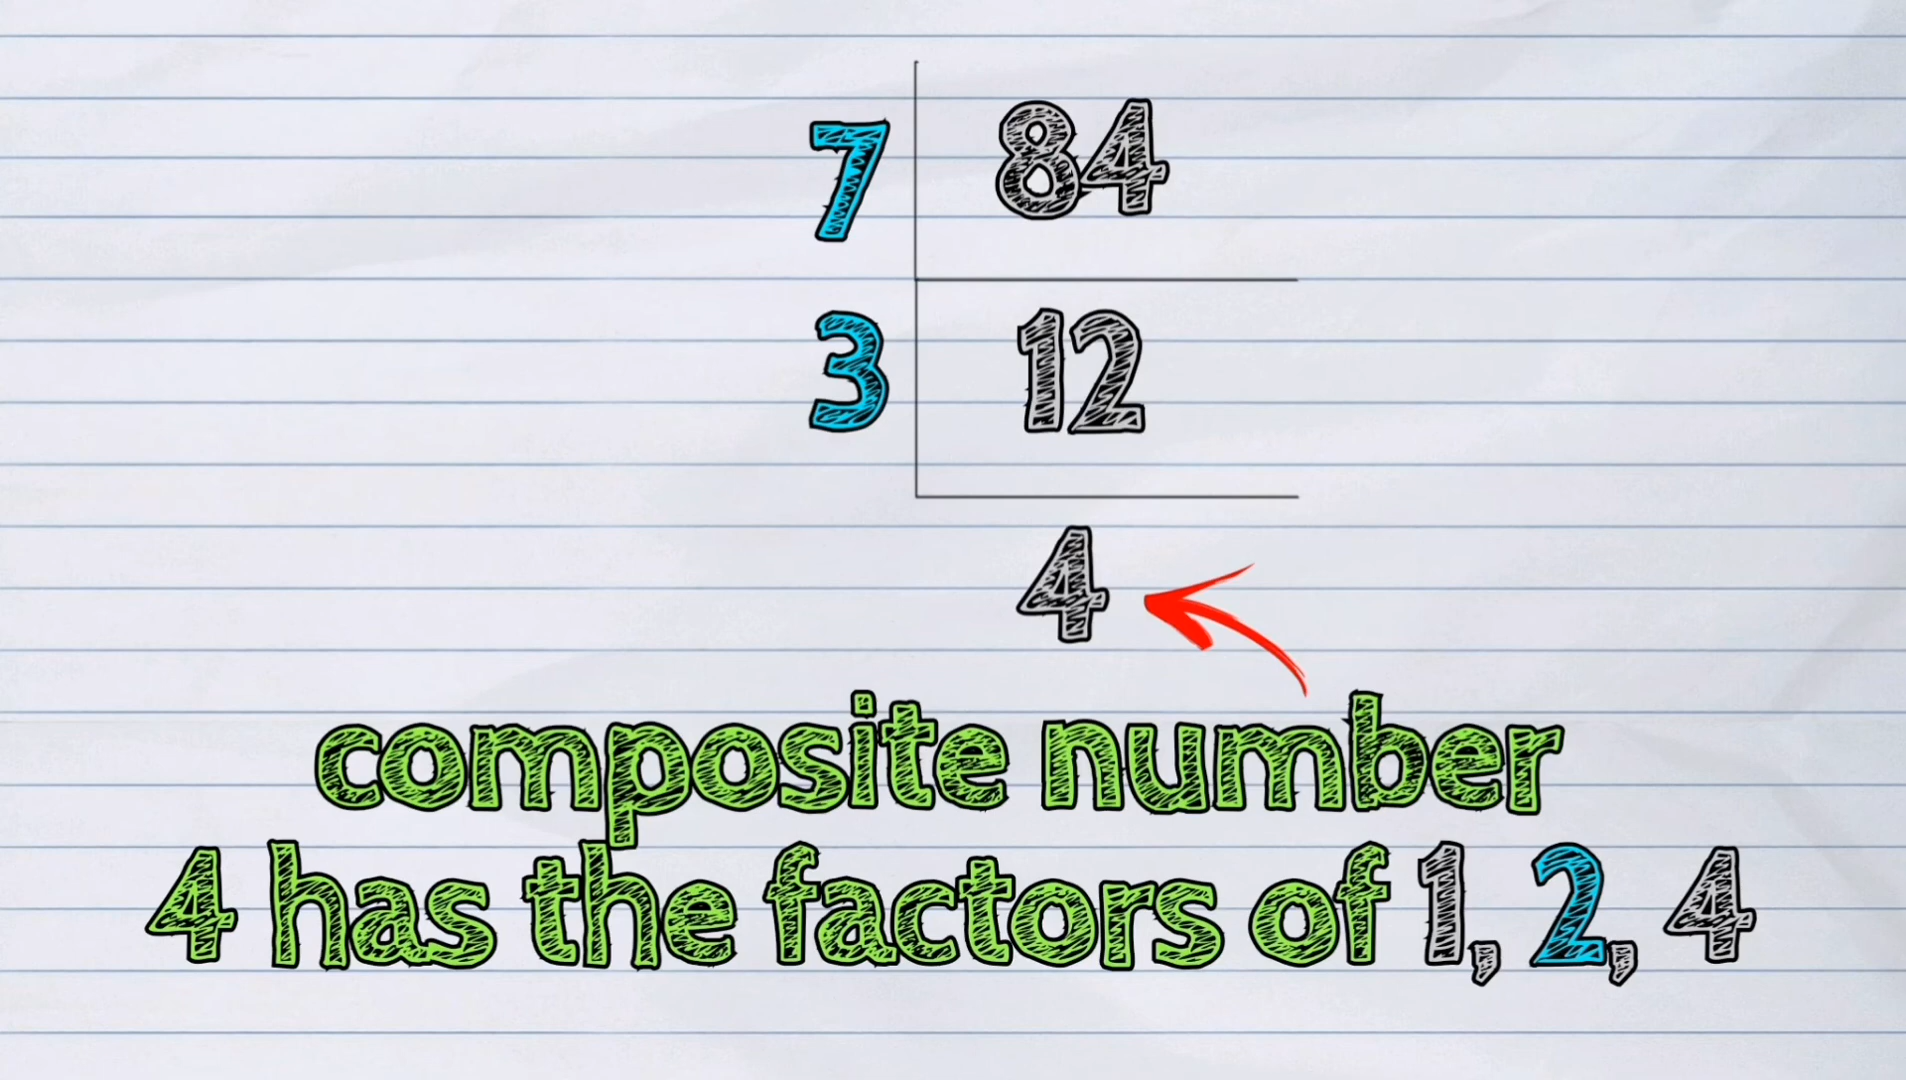 7 84
3 12
4
composite number
4 has the factors of 1, 2, 4